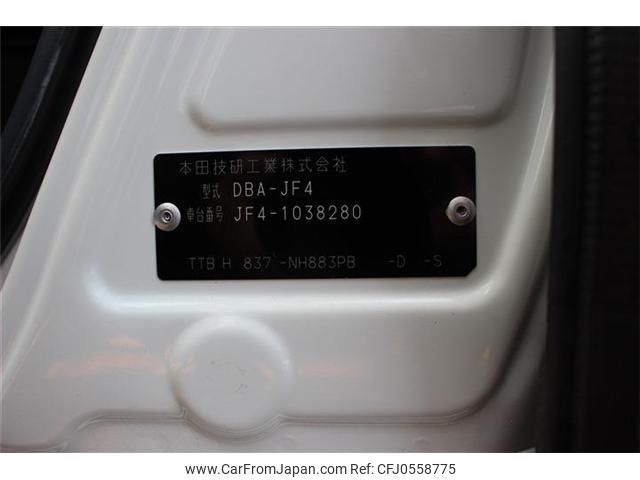 本田技研工業株式会社
型式 DBA-JF4
車台番号 JF4-1038280
TTB H 837 -NH883PB -D -S
www.CarFromJapan.com - ID:CFJ0558775